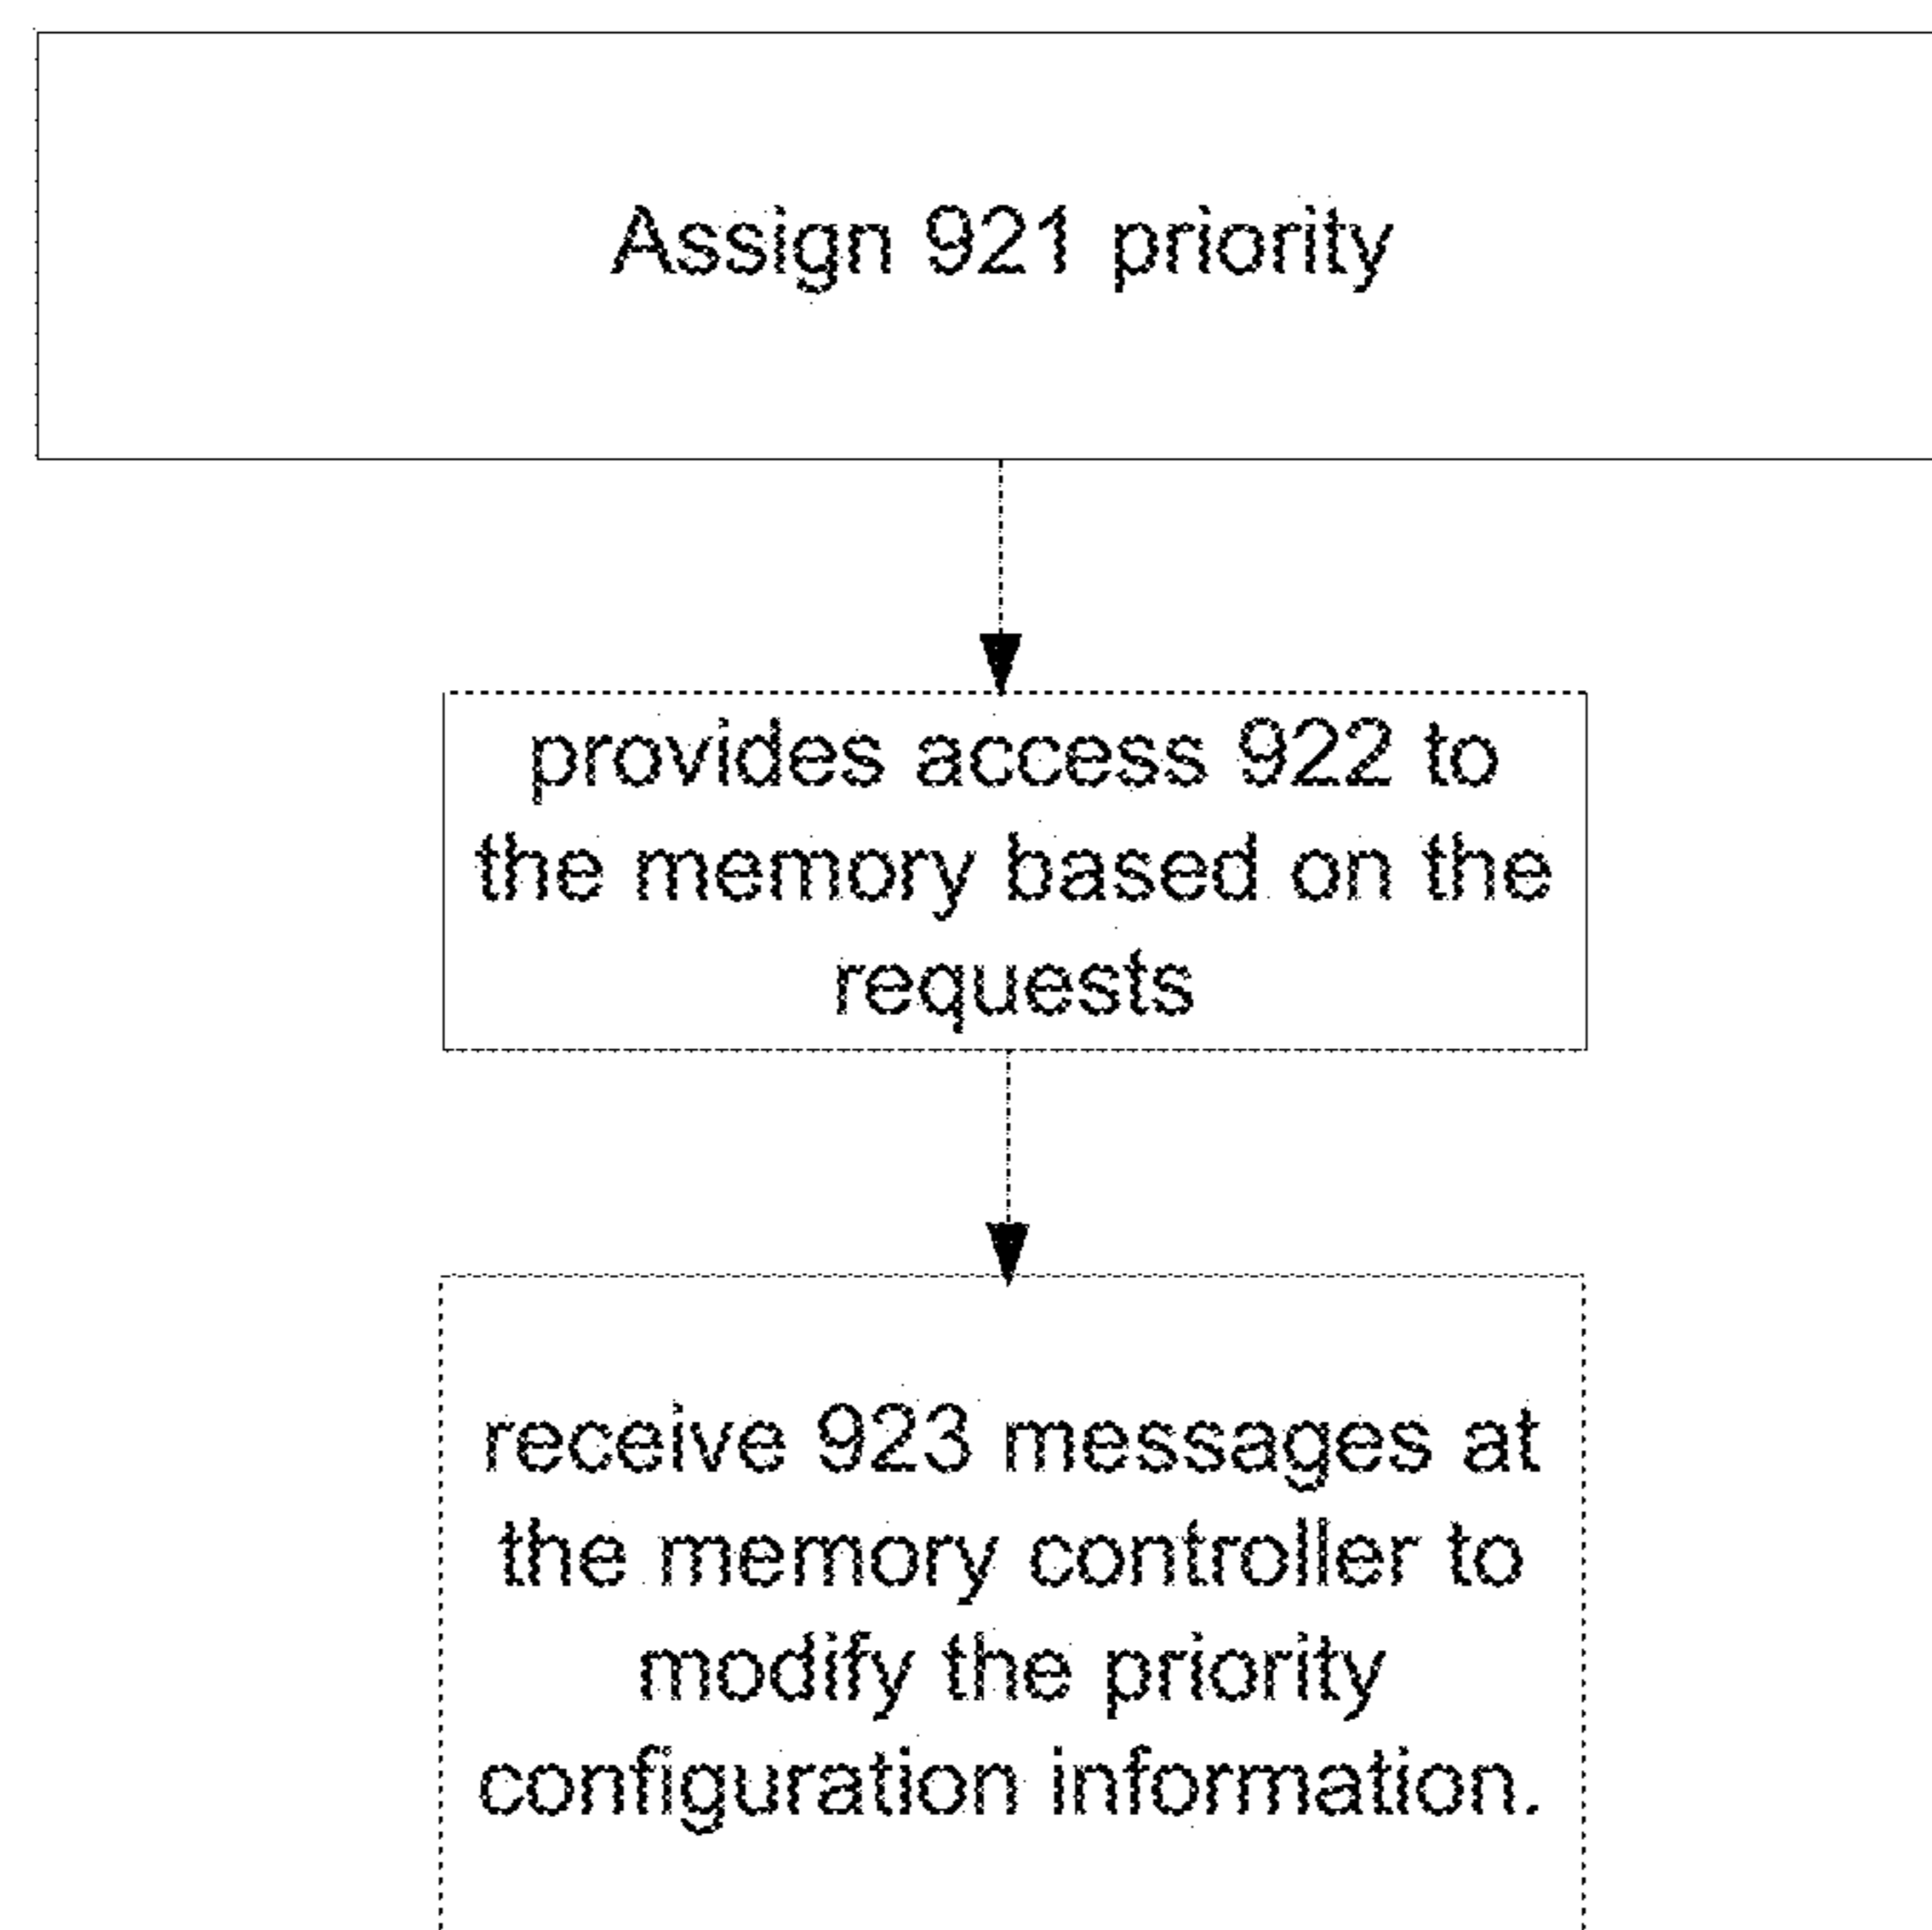 Assign 921 priority
provides access 922 to
the memory based on the
requests
receive 923 messages at
the memory controller to
modify the priority
configuration information.